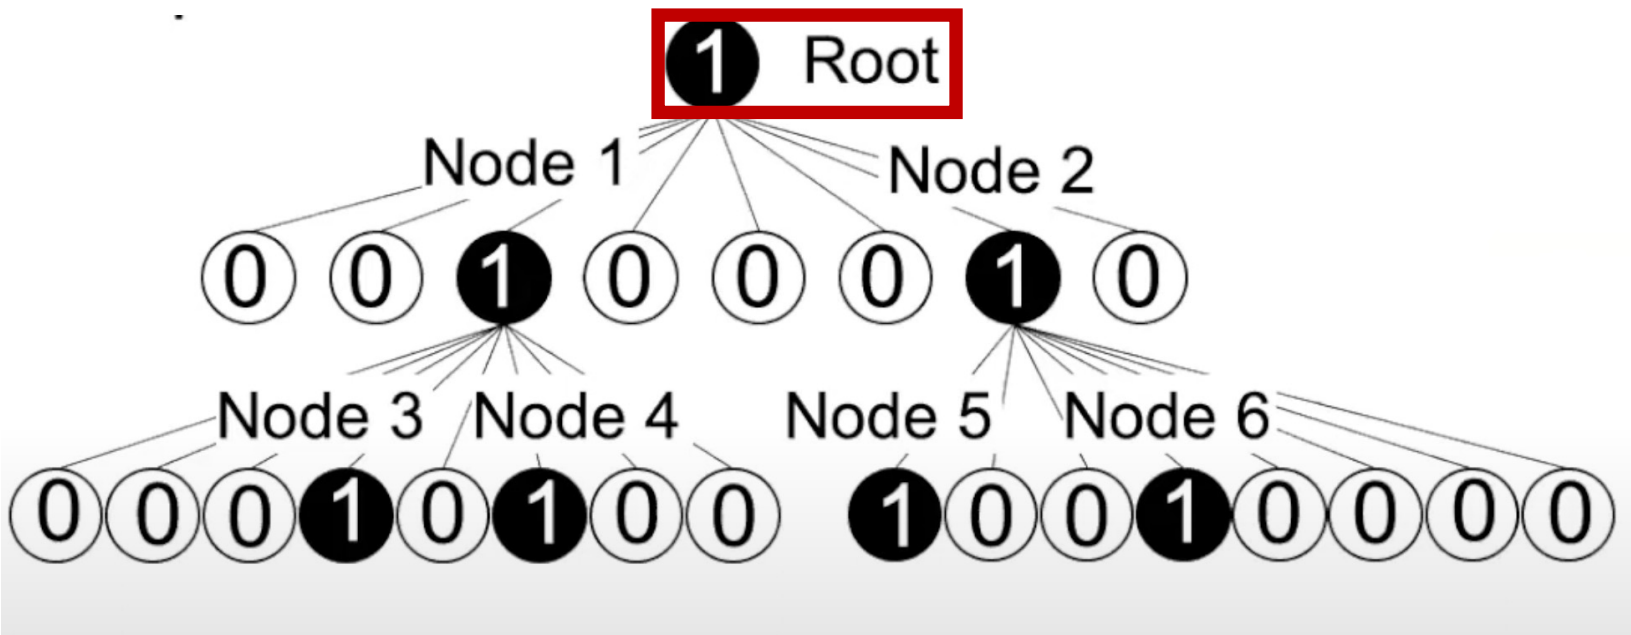 1 Root
Node 1 Node 2
0 0 1 0 0 0 1 0
Node 3 Node 4 Node 5 Node 6
0 0 0 1 0 1 0 0 1 0 0 1 0 0 0 0